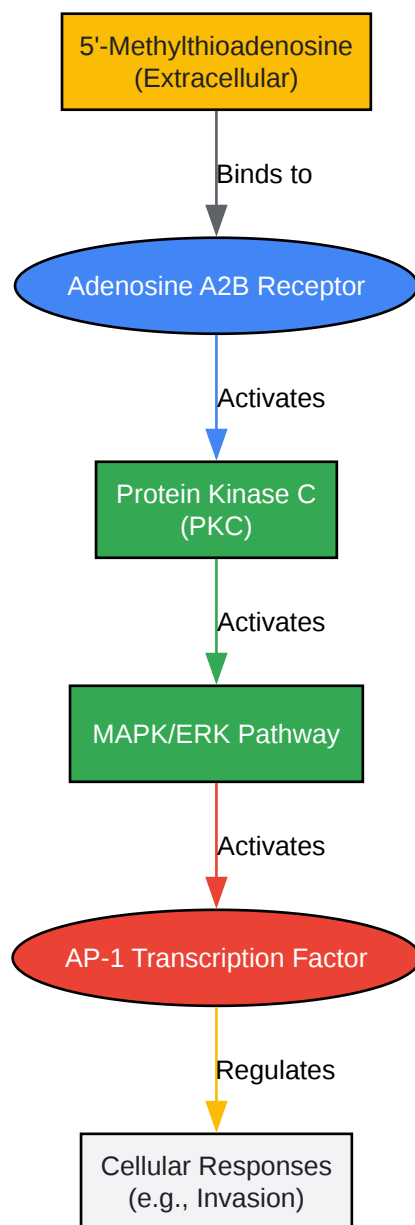 5'-Methylthioadenosine
(Extracellular)
Binds to
Adenosine A2B Receptor
Activates
Protein Kinase C
(PKC)
Activates
MAPK/ERK Pathway
Activates
AP-1 Transcription Factor
Regulates
Cellular Responses
(e.g., Invasion)